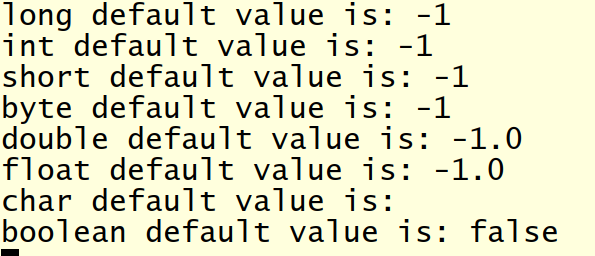 long default value is: -1
int default value is: -1
short default value is: -1
byte default value is: -1
double default value is: -1.0
float default value is: -1.0
char default value is:
boolean default value is: false